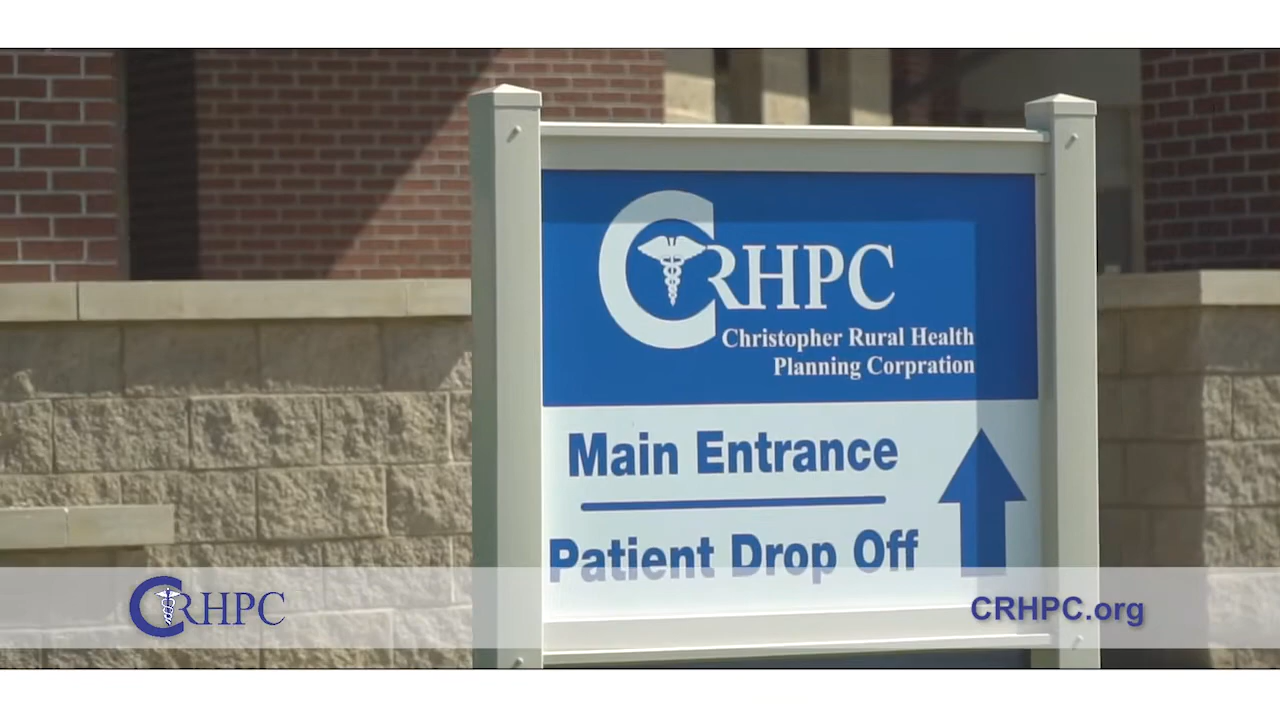 CRHPC
Christopher Rural Health
Planning Corpration
Main Entrance
Patient Drop Off
CRHPC
CRHPC.org